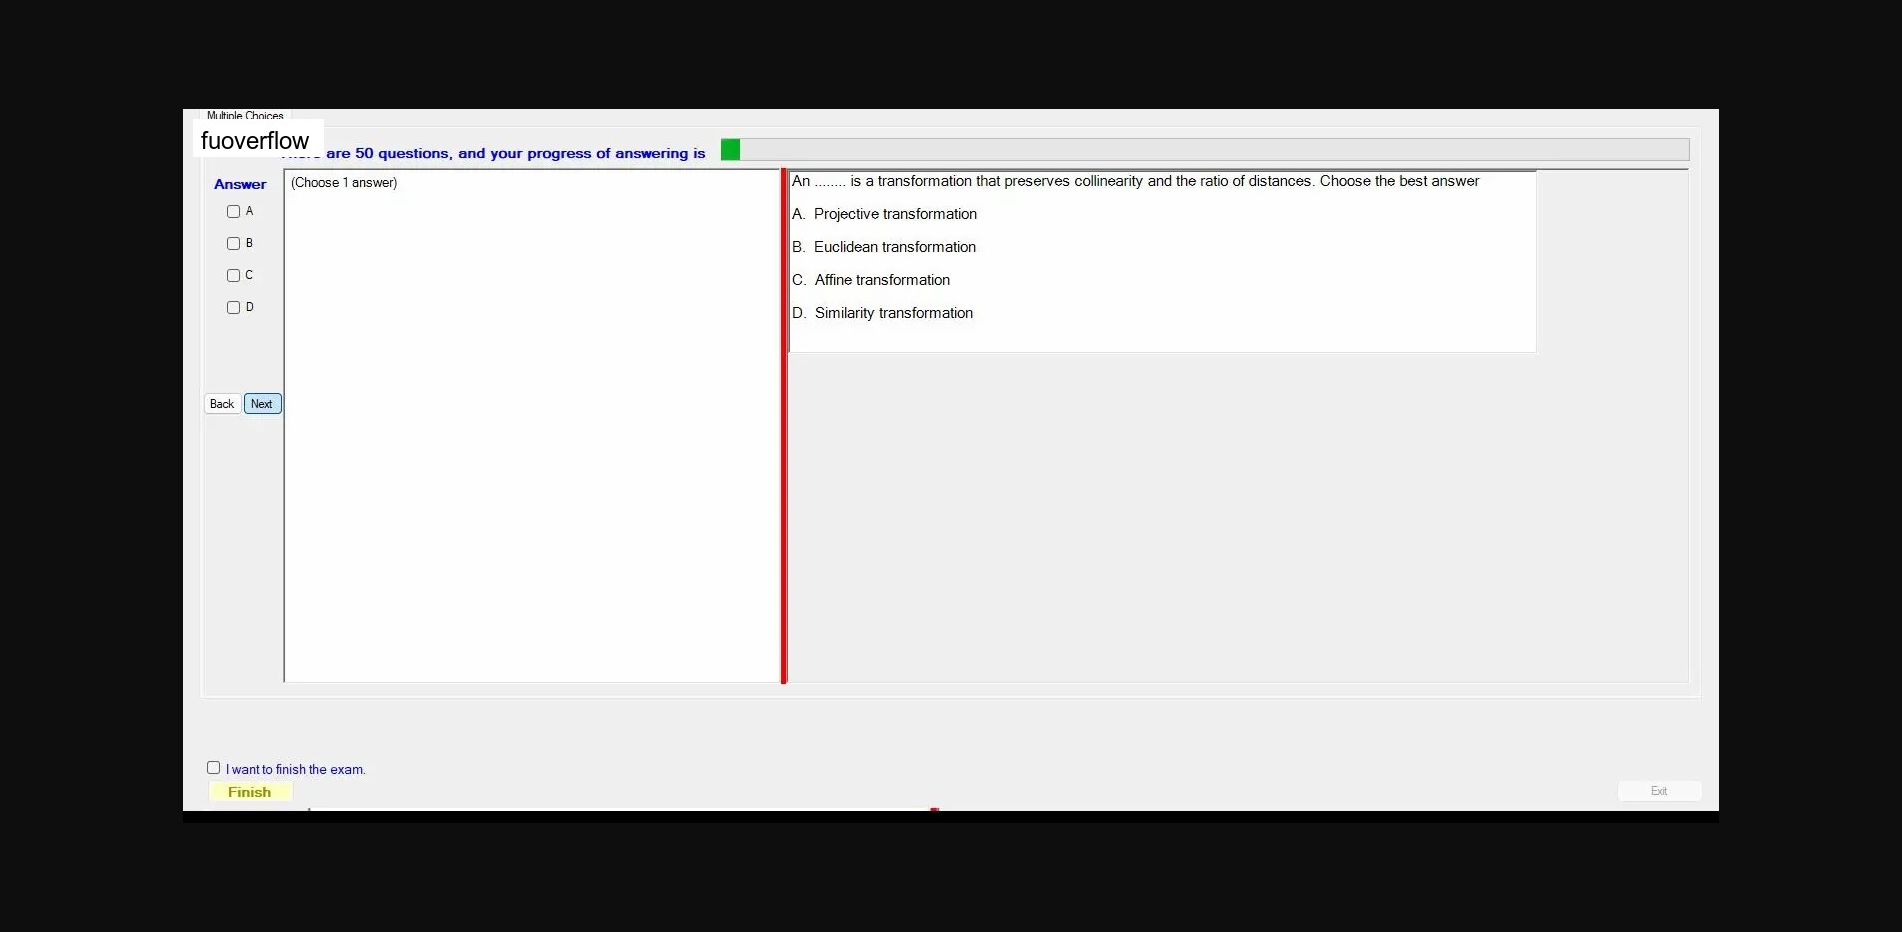 Multiple Choices
fuoverflow
are 50 questions, and your progress of answering is
Answer
(Choose 1 answer)
A
B
C
D
Back Next
An ........ is a transformation that preserves collinearity and the ratio of distances. Choose the best answer
A. Projective transformation
B. Euclidean transformation
C. Affine transformation
D. Similarity transformation
I want to finish the exam.
Finish
Exit